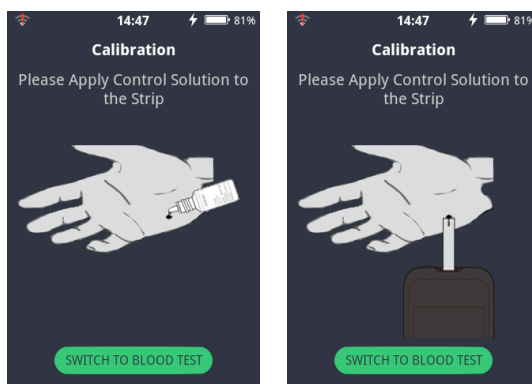 14:47
81%
Calibration
Please Apply Control Solution to
the Strip
SWITCH TO BLOOD TEST
14:47
81%
Calibration
Please Apply Control Solution to
the Strip
SWITCH TO BLOOD TEST